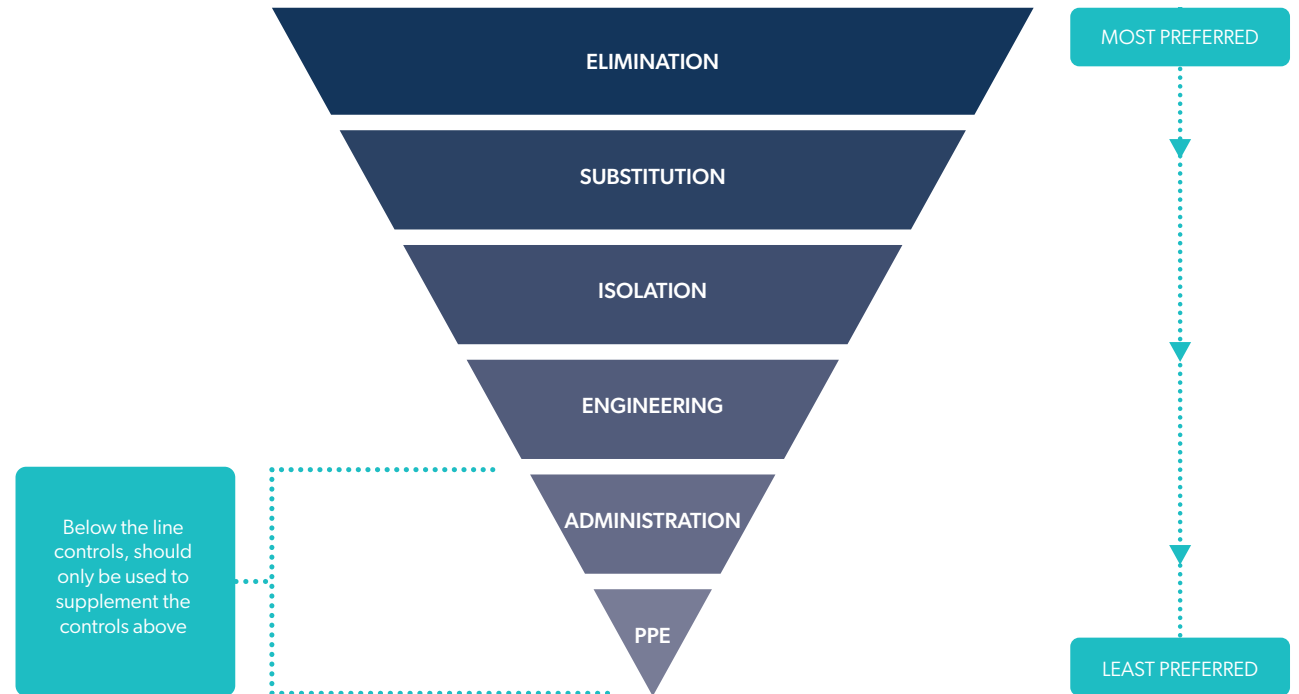 ELIMINATION
MOST PREFERRED
SUBSTITUTION
ISOLATION
ENGINEERING
ADMINISTRATION
Below the line
controls, should
only be used to
supplement the
controls above
PPE
LEAST PREFERRED